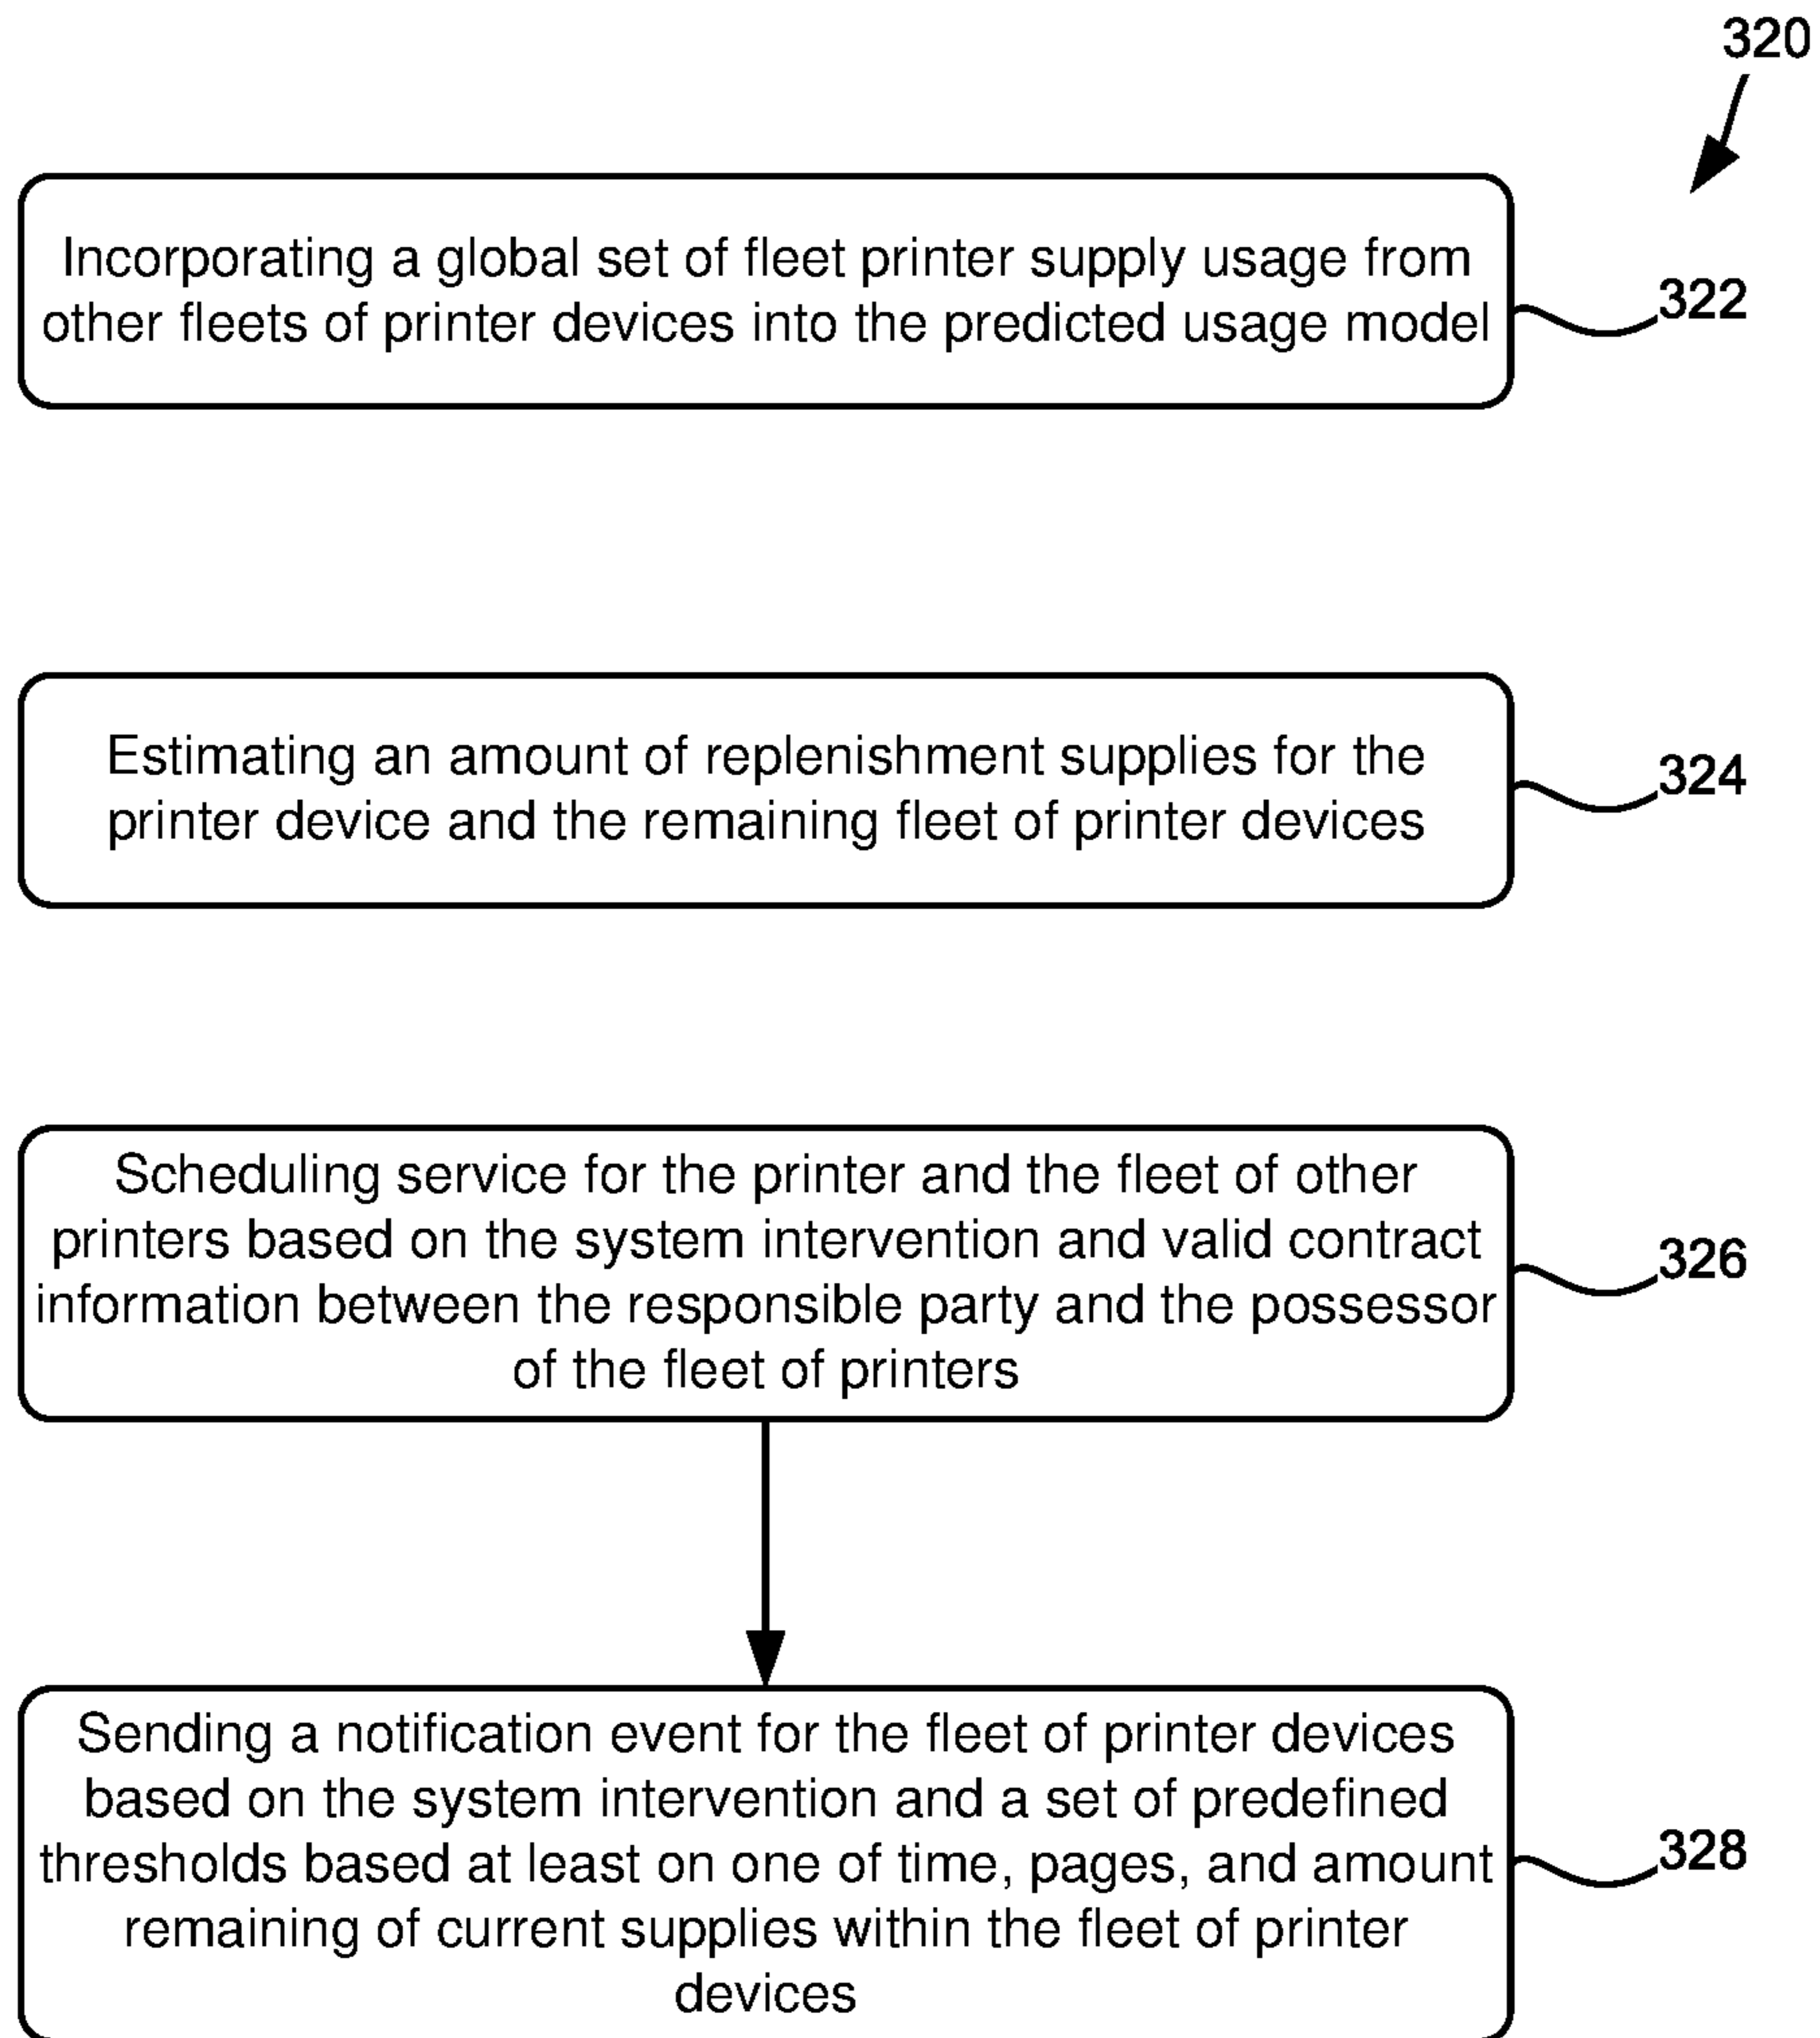 320
Incorporating a global set of fleet printer supply usage from
other fleets of printer devices into the predicted usage model
322
Estimating an amount of replenishment supplies for the
printer device and the remaining fleet of printer devices
324
Scheduling service for the printer and the fleet of other
printers based on the system intervention and valid contract
information between the responsible party and the possessor
of the fleet of printers
326
Sending a notification event for the fleet of printer devices
based on the system intervention and a set of predefined
thresholds based at least on one of time, pages, and amount
remaining of current supplies within the fleet of printer
devices
328